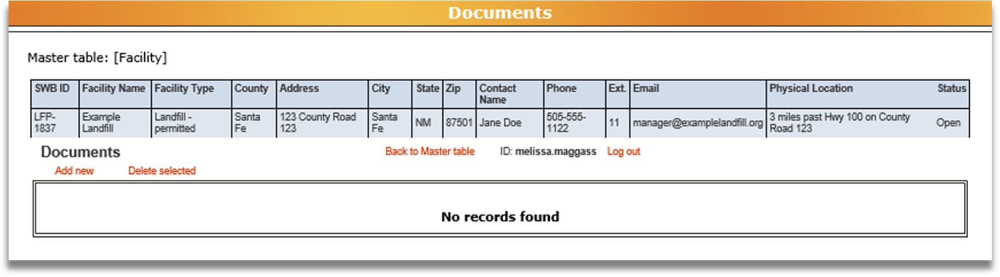 Documents
Master table: [Facility]
SWB ID Facility Name Facility Type County Address City State Zip Contact Name Phone Ext. Email Physical Location Status
LFP-1837 Example Landfill Landfill - permitted Santa Fe 123 County Road 123 Santa Fe NM 87501 Jane Doe 505-555-1122 11 manager@examplelandfill.org 3 miles past Hwy 100 on County Road 123 Open
Documents Back to Master table ID: melissa.maggass Log out
Add new Delete selected
No records found